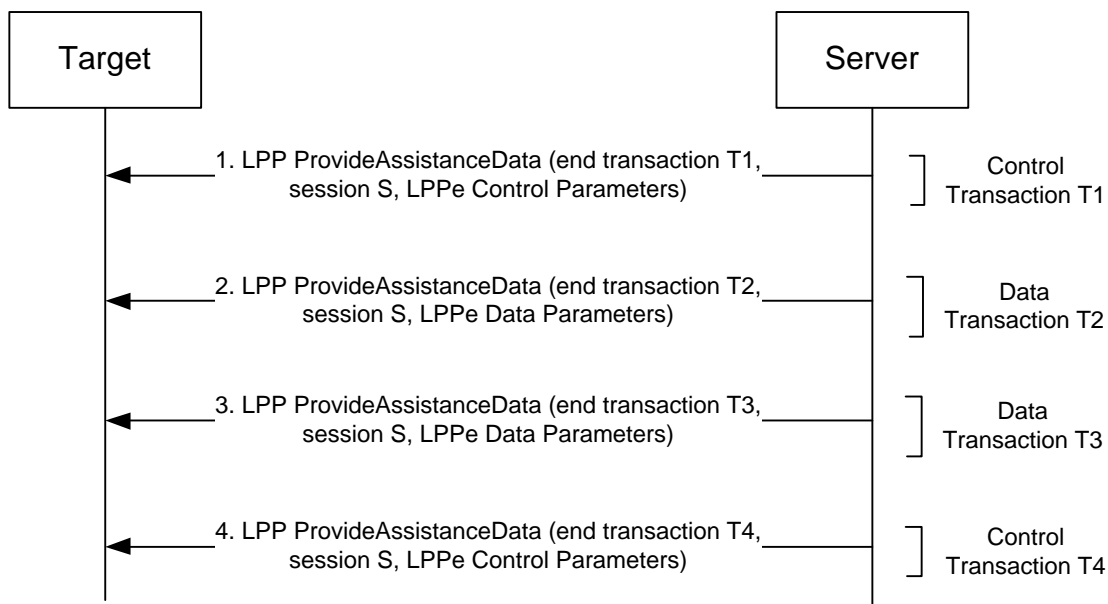 Target
Server
1. LPP ProvideAssistanceData (end transaction T1,
session S, LPPe Control Parameters)
Control
Transaction T1
2. LPP ProvideAssistanceData (end transaction T2,
session S, LPPe Data Parameters)
Data
Transaction T2
3. LPP ProvideAssistanceData (end transaction T3,
session S, LPPe Data Parameters)
Data
Transaction T3
4. LPP ProvideAssistanceData (end transaction T4,
session S, LPPe Control Parameters)
Control
Transaction T4